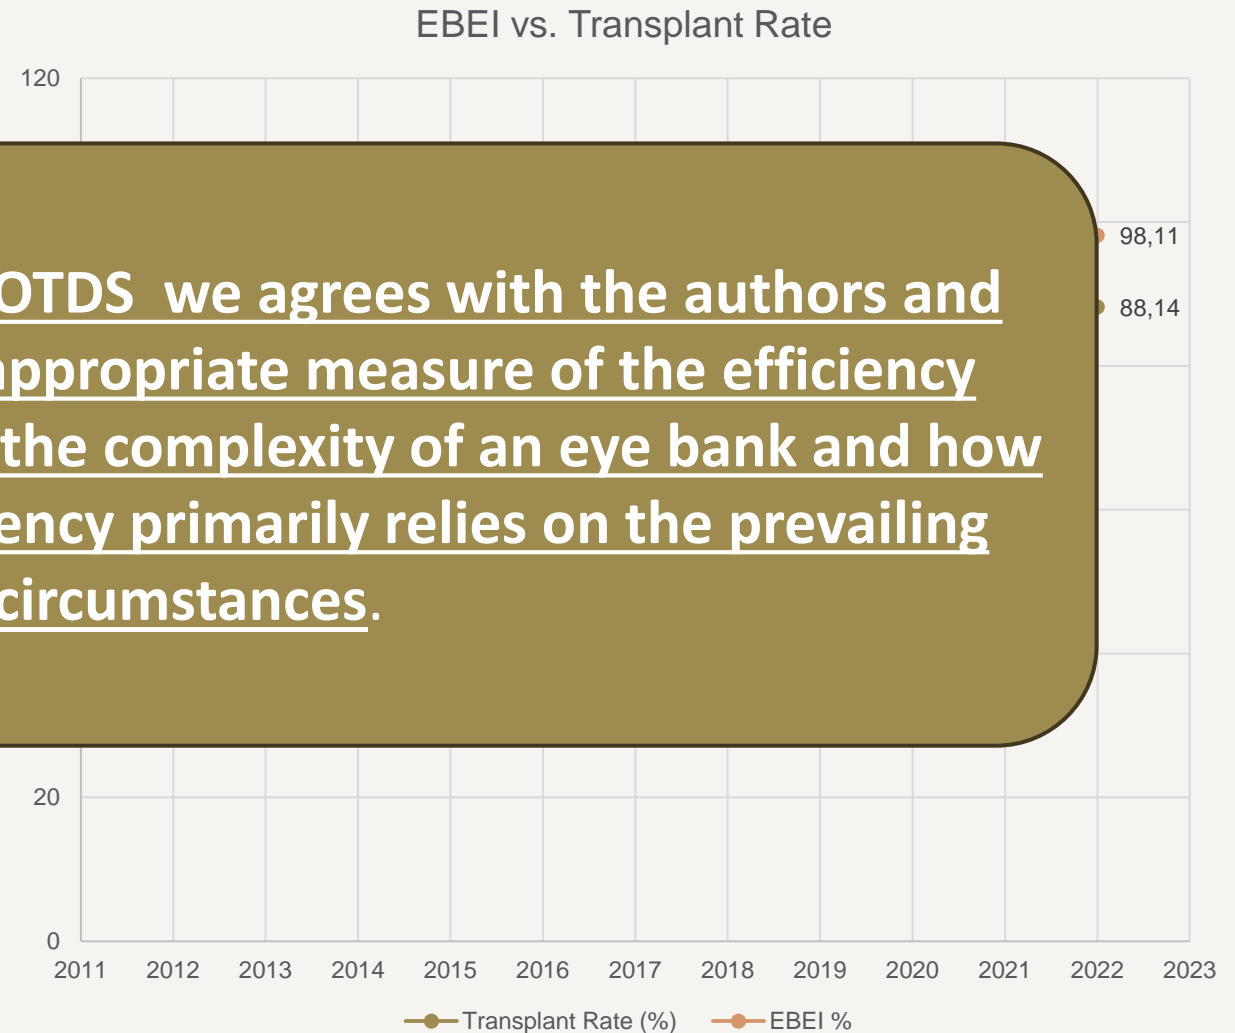 EBEI vs. Transplant Rate
120
98,11
OTDS we agrees with the authors and
88,14
appropriate measure of the efficiency
the complexity of an eye bank and how
primarily relies on the prevailing
circumstances.
20
0
2011 2012 2013 2014 2015 2016 2017 2018 2019 2020 2021 2022 2023
Transplant Rate (%) EBEI %